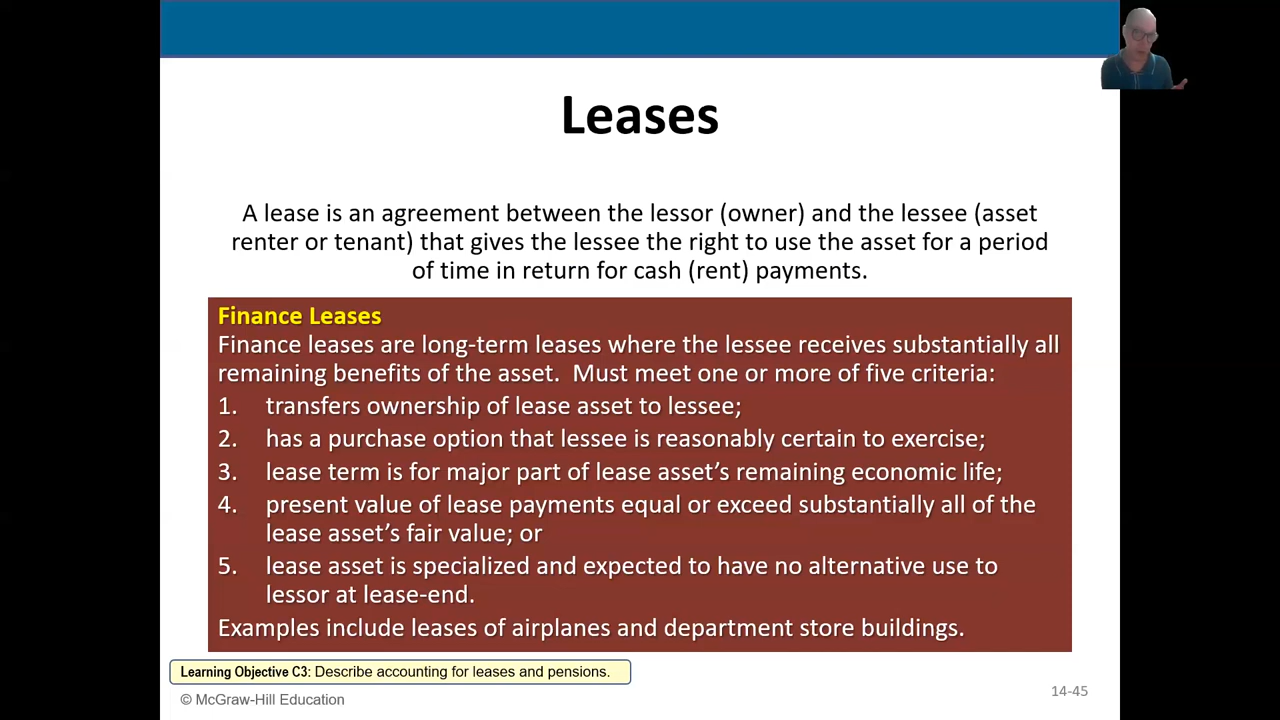 Leases
A lease is an agreement between the lessor (owner) and the lessee (asset
renter or tenant) that gives the lessee the right to use the asset for a period
of time in return for cash (rent) payments.
Finance Leases
Finance leases are long-term leases where the lessee receives substantially all
remaining benefits of the asset.  Must meet one or more of five criteria:
1. transfers ownership of lease asset to lessee;
2. has a purchase option that lessee is reasonably certain to exercise;
3. lease term is for major part of lease asset’s remaining economic life;
4. present value of lease payments equal or exceed substantially all of the
lease asset’s fair value; or
5. lease asset is specialized and expected to have no alternative use to
lessor at lease-end.
Examples include leases of airplanes and department store buildings.
Learning Objective C3: Describe accounting for leases and pensions.
© McGraw-Hill Education
14-45